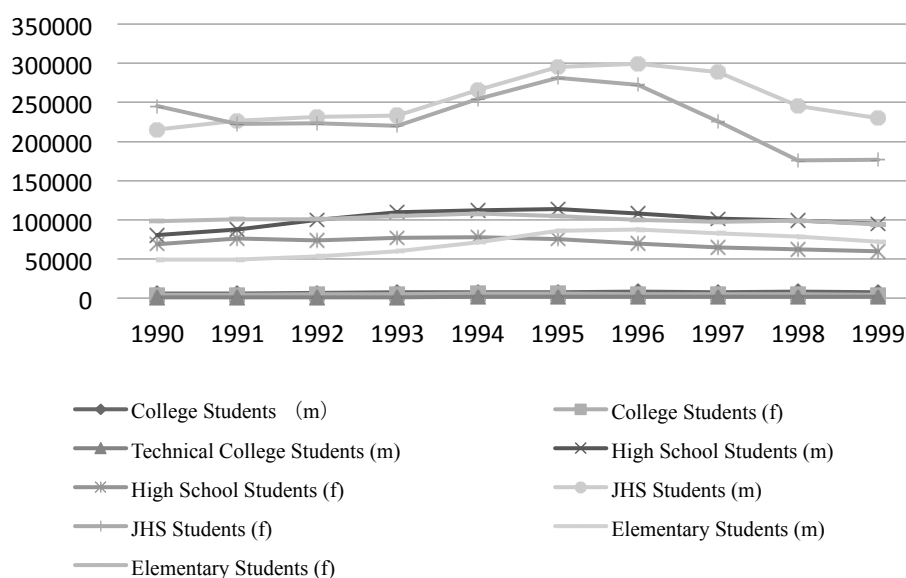 350000
300000
250000
200000
150000
100000
50000
0
1990 1991 1992 1993 1994 1995 1996 1997 1998 1999
College Students （m） College Students (f)
Technical College Students (m) High School Students (m)
High School Students (f) JHS Students (m)
JHS Students (f) Elementary Students (m)
Elementary Students (f)